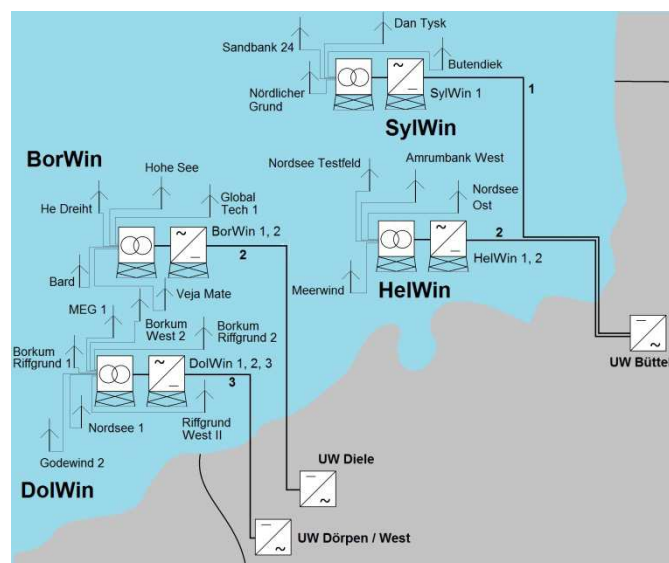 Dan Tysk
Sandbank 24
Butendiek
Nördlicher
Grund
~
SylWin 1
1
SylWin
BorWin
Hohe See
Nordsee Testfeld
Amrumbank West
He Dreiht
Global
Tech 1
Nordsee
Ost
~
BorWin 1, 2
2
~
2
HelWin 1, 2
Bard
Veja Mate
Meerwind
HelWin
MEG 1
Borkum
West 2
Borkum
Riffgrund 2
Borkum
Riffgrund 1
~
DolWin 1, 2, 3
3
~
UW Bütte
Nordsee 1
Riffgrund
West II
Godewind 2
DolWin
UW Diele
~
UW Dörpen / West
~